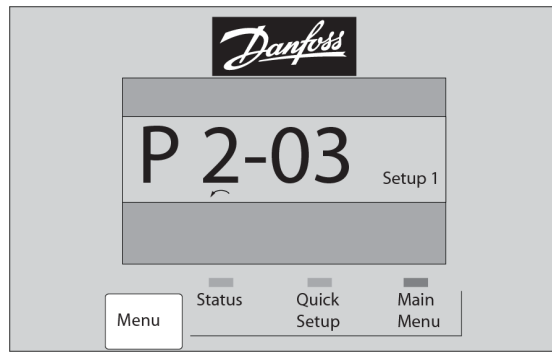 Danfoss
P 2-03
Setup 1
Menu
Status
Quick
Setup
Main
Menu